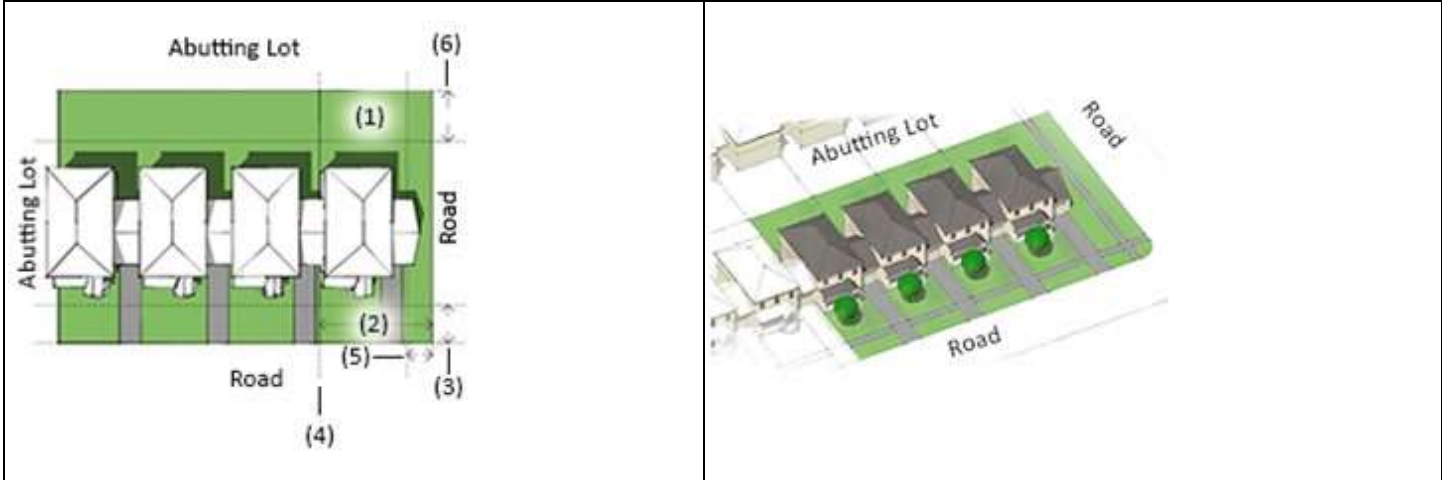 Abutting Lot
(6)
(1)
Abutting Lot
Road
(2)
(5)
(3)
Road
(4)
Abutting Lot
Road
Road